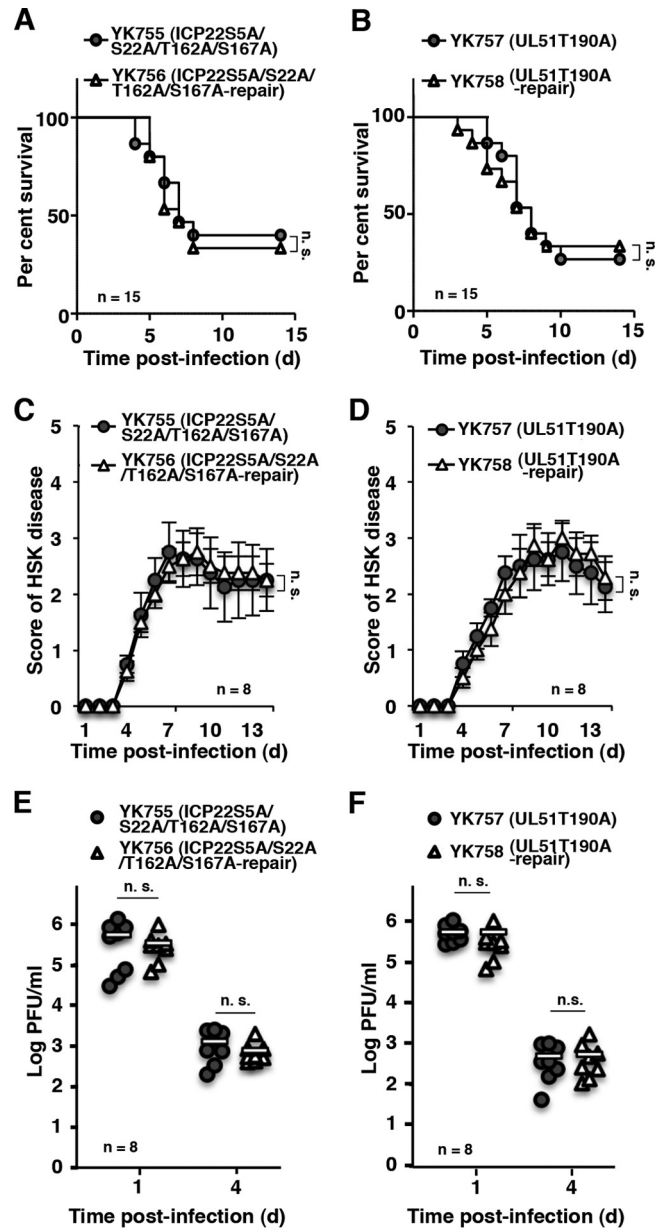 A
YK755 (ICP22S5A/
S22A/T162A/S167A)
YK756 (ICP22S5A/S22A/
T162A/S167A-repair)
Per cent survival
100
50
0
n. s.
n = 15
0 5 10 15
Time post-infection (d)
B
YK757 (UL51T190A)
YK758 (UL51T190A
-repair)
Per cent survival
100
50
0
n. s.
n = 15
0 5 10 15
Time post-infection (d)
C
YK755 (ICP22S5A/
S22A/T162A/S167A)
YK756 (ICP22S5A/S22A
/T162A/S167A-repair)
Score of HSK disease
5
4
3
2
1
0
n. s.
n = 8
1 4 7 10 13
Time post-infection (d)
D
YK757 (UL51T190A)
YK758 (UL51T190A
-repair)
Score of HSK disease
5
4
3
2
1
0
n. s.
n = 8
1 4 7 10 13
Time post-infection (d)
E
YK755 (ICP22S5A/
S22A/T162A/S167A)
YK756 (ICP22S5A/S22A
/T162A/S167A-repair)
Log PFU/ml
6
5
4
3
2
1
0
n. s.
n. s.
n = 8
1 4
Time post-infection (d)
F
YK757 (UL51T190A)
YK758 (UL51T190A
-repair)
Log PFU/ml
6
5
4
3
2
1
0
n. s.
n.s.
n = 8
1 4
Time post-infection (d)